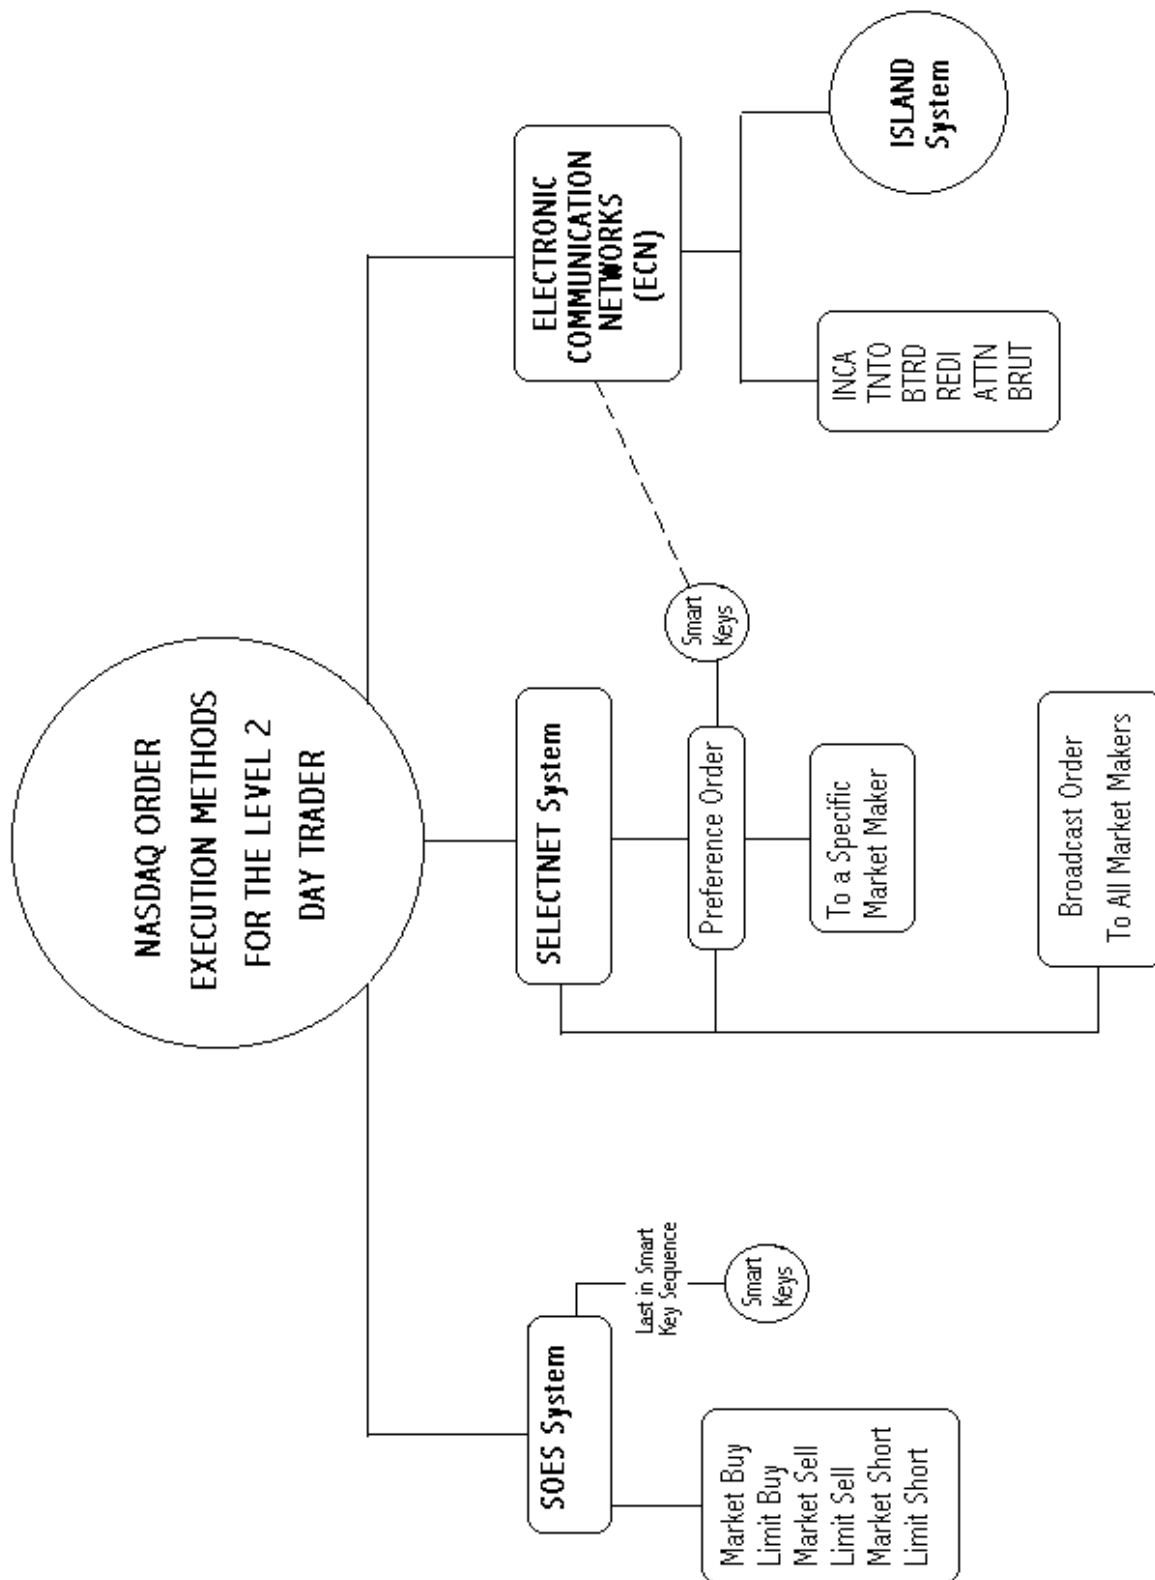 NASDAQ ORDER
EXECUTION METHODS
FOR THE LEVEL 2
DAY TRADER
SOES System
Last in Smart
Key Sequence
Smart
Keys
Market Buy
Limit Buy
Market Sell
Limit Sell
Market Short
Limit Short
SELECTNET System
Preference Order
Smart
Keys
To a Specific
Market Maker
Broadcast Order
To All Market Makers
ELECTRONIC
COMMUNICATION
NETWORKS
(ECN)
INCA
TNTO
BTRD
REDI
ATTN
BRUT
ISLAND
System